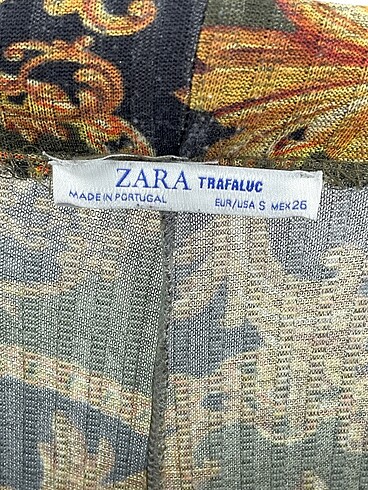 ZARA TRAFALUC
MADE IN PORTUGAL EUR/USA S MEX 26